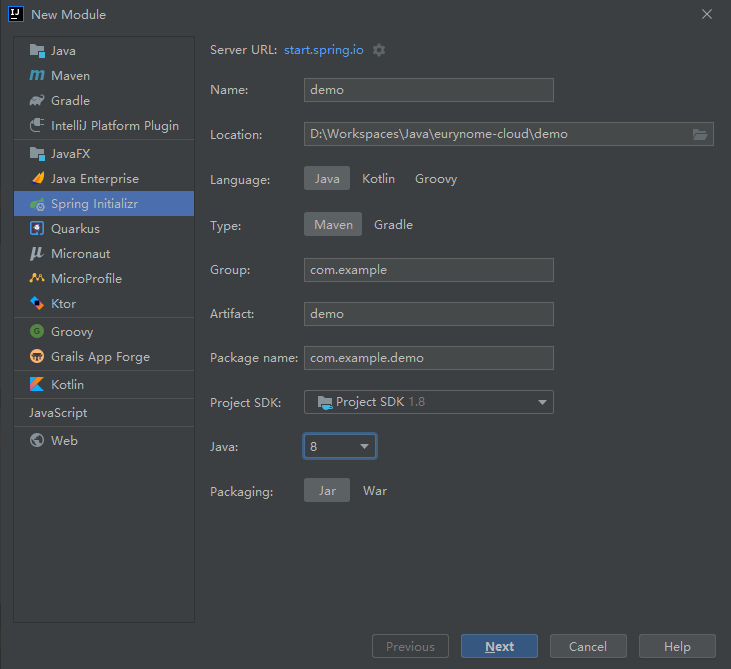 New Module
Java
Maven
Gradle
IntelliJ Platform Plugin
JavaFX
Java Enterprise
Spring Initializr
Quarkus
Micronaut
MicroProfile
Ktor
Groovy
Grails App Forge
Kotlin
JavaScript
Web
Server URL: start.spring.io
Name: demo
Location: D:\Workspaces\Java\eurynome-cloud\demo
Language: Java Kotlin Groovy
Type: Maven Gradle
Group: com.example
Artifact: demo
Package name: com.example.demo
Project SDK: Project SDK 1.8
Java: 8
Packaging: Jar War
Previous Next Cancel Help